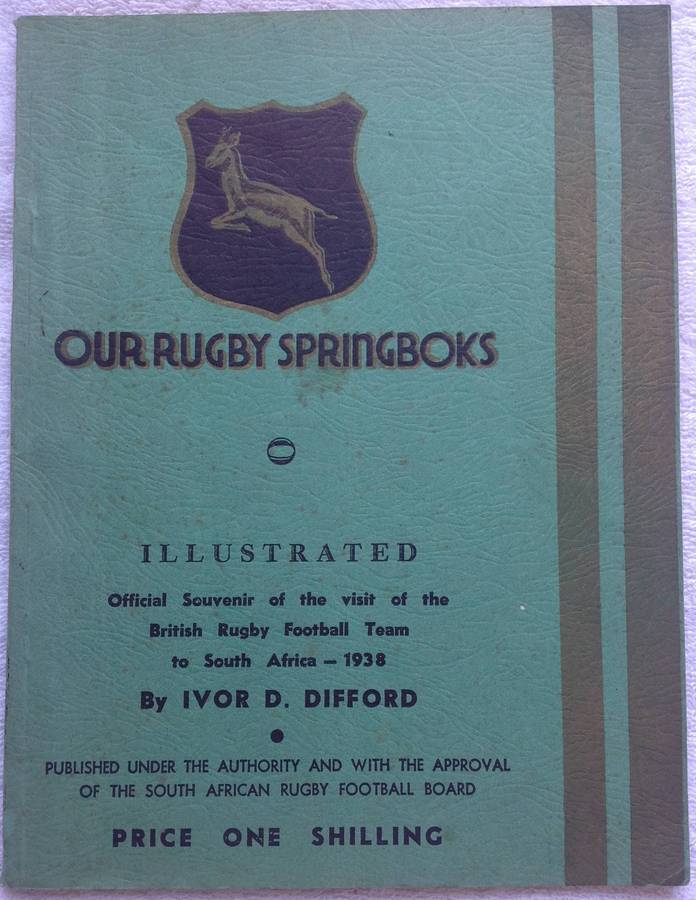 OUR RUGBY SPRINGBOKS
ILLUSTRATED
Official Souvenir of the visit of the
British Rugby Football Team
to South Africa – 1938
By IVOR D. DIFFORD
PUBLISHED UNDER THE AUTHORITY AND WITH THE APPROVAL
OF THE SOUTH AFRICAN RUGBY FOOTBALL BOARD
PRICE ONE SHILLING